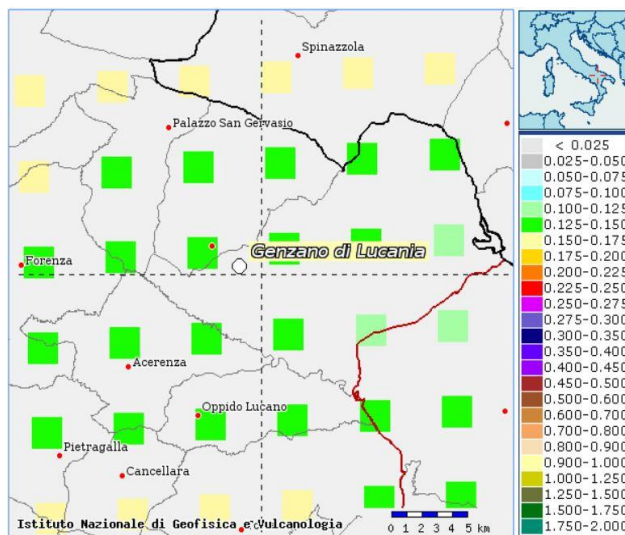 Spinazzola
Palazzo San Gervasio
Genzano di Lucania
Forenza
Acerenza
Oppido Lucano
Pietragalla
Cancellara
Istituto Nazionale di Geofisica e Vulcanologia
0 1 2 3 4 5 km
< 0.025
0.025-0.050
0.050-0.075
0.075-0.100
0.100-0.125
0.125-0.150
0.150-0.175
0.175-0.200
0.200-0.225
0.225-0.250
0.250-0.275
0.275-0.300
0.300-0.350
0.350-0.400
0.400-0.450
0.450-0.500
0.500-0.600
0.600-0.700
0.700-0.800
0.800-0.900
0.900-1.000
1.000-1.250
1.250-1.500
1.500-1.750
1.750-2.000